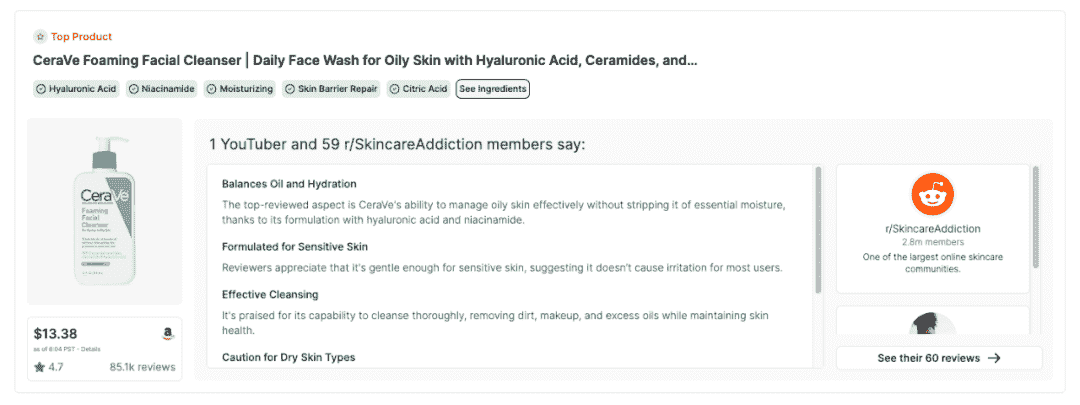 Top Product
CeraVe Foaming Facial Cleanser | Daily Face Wash for Oily Skin with Hyaluronic Acid, Ceramides, and...
Hyaluronic Acid Niacinamide Moisturizing Skin Barrier Repair Citric Acid See Ingredients
CeraVe
Foaming
Facial
Cleanser
$13.38
a
as of 8:04 PST - Details
4.7 85.1k reviews
1 YouTuber and 59 r/SkincareAddiction members say:
Balances Oil and Hydration
The top-reviewed aspect is CeraVe's ability to manage oily skin effectively without stripping it of essential moisture,
thanks to its formulation with hyaluronic acid and niacinamide.
Formulated for Sensitive Skin
Reviewers appreciate that it's gentle enough for sensitive skin, suggesting it doesn't cause irritation for most users.
Effective Cleansing
It's praised for its capability to cleanse thoroughly, removing dirt, makeup, and excess oils while maintaining skin
health.
Caution for Dry Skin Types
r/SkincareAddiction
2.8m members
One of the largest online skincare
communities.
See their 60 reviews →